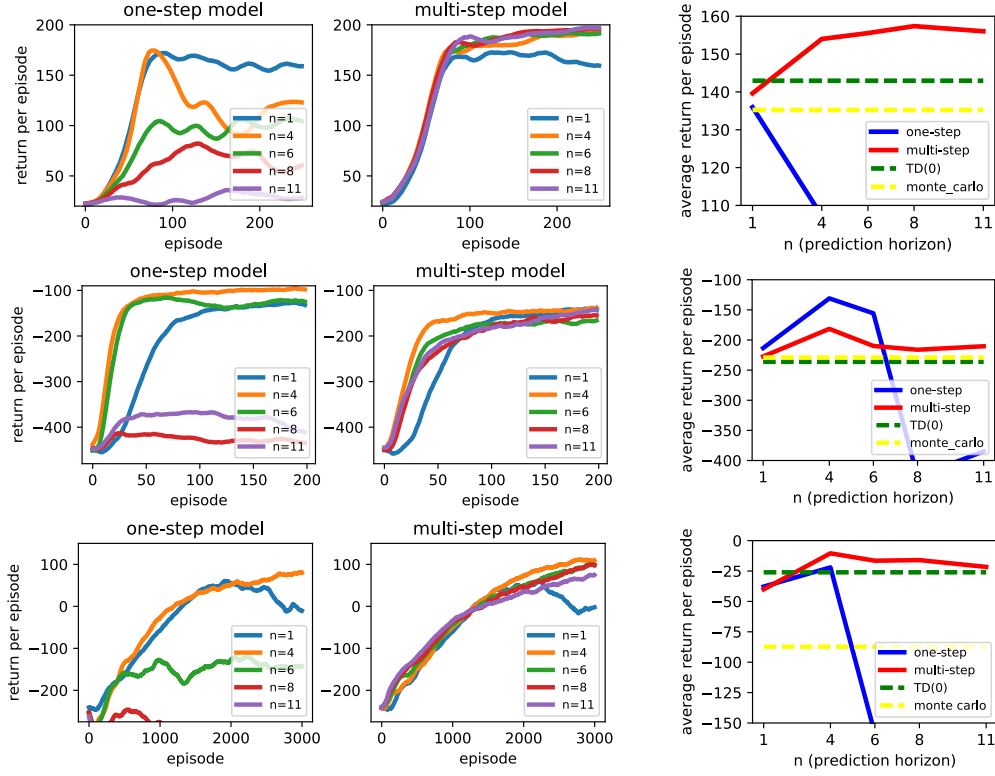 one-step model
return per episode
200
150
100
50
0
100
200
episode
n=1
n=4
n=6
n=8
n=11
multi-step model
200
150
100
50
0
100
200
episode
n=1
n=4
n=6
n=8
n=11
average return per episode
160
150
140
130
120
110
1
4
6
8
11
n (prediction horizon)
one-step
multi-step
TD(0)
monte_carlo
one-step model
return per episode
−100
−200
−300
−400
0
50
100
150
200
episode
n=1
n=4
n=6
n=8
n=11
multi-step model
−100
−200
−300
−400
0
50
100
150
200
episode
n=1
n=4
n=6
n=8
n=11
average return per episode
−100
−150
−200
−250
−300
−350
−400
1
4
6
8
11
n (prediction horizon)
one-step
multi-step
TD(0)
monte_carlo
one-step model
return per episode
100
0
−100
−200
0
1000
2000
3000
episode
n=1
n=4
n=6
n=8
n=11
multi-step model
100
0
−100
−200
0
1000
2000
3000
episode
n=1
n=4
n=6
n=8
n=11
average return per episode
0
−25
−50
−75
−100
−125
−150
1
4
6
8
11
n (prediction horizon)
one-step
multi-step
TD(0)
monte carlo